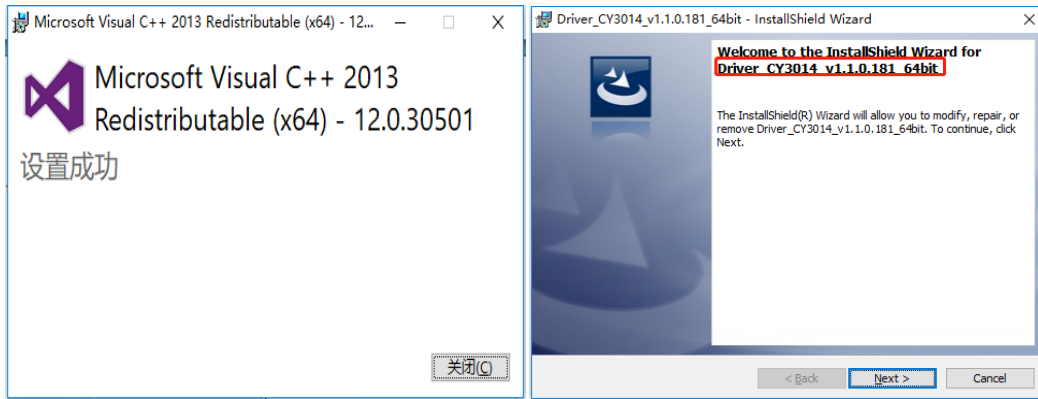 Microsoft Visual C++ 2013 Redistributable (x64) - 12...
Microsoft Visual C++ 2013
Redistributable (x64) - 12.0.30501
设置成功
关闭(C)
Driver_CY3014_v1.1.0.181_64bit - InstallShield Wizard
Welcome to the InstallShield Wizard for
Driver_CY3014_v1.1.0.181_64bit
The InstallShield(R) Wizard will allow you to modify, repair, or
remove Driver_CY3014_v1.1.0.181_64bit. To continue, click
Next.
< Back Next > Cancel